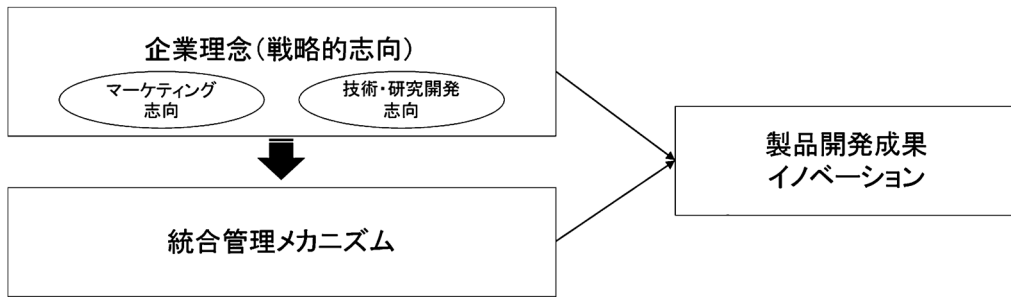 企業理念（戦略的志向）
マーケティング
志向
技術・研究開発
志向
統合管理メカニズム
製品開発成果
イノベーション